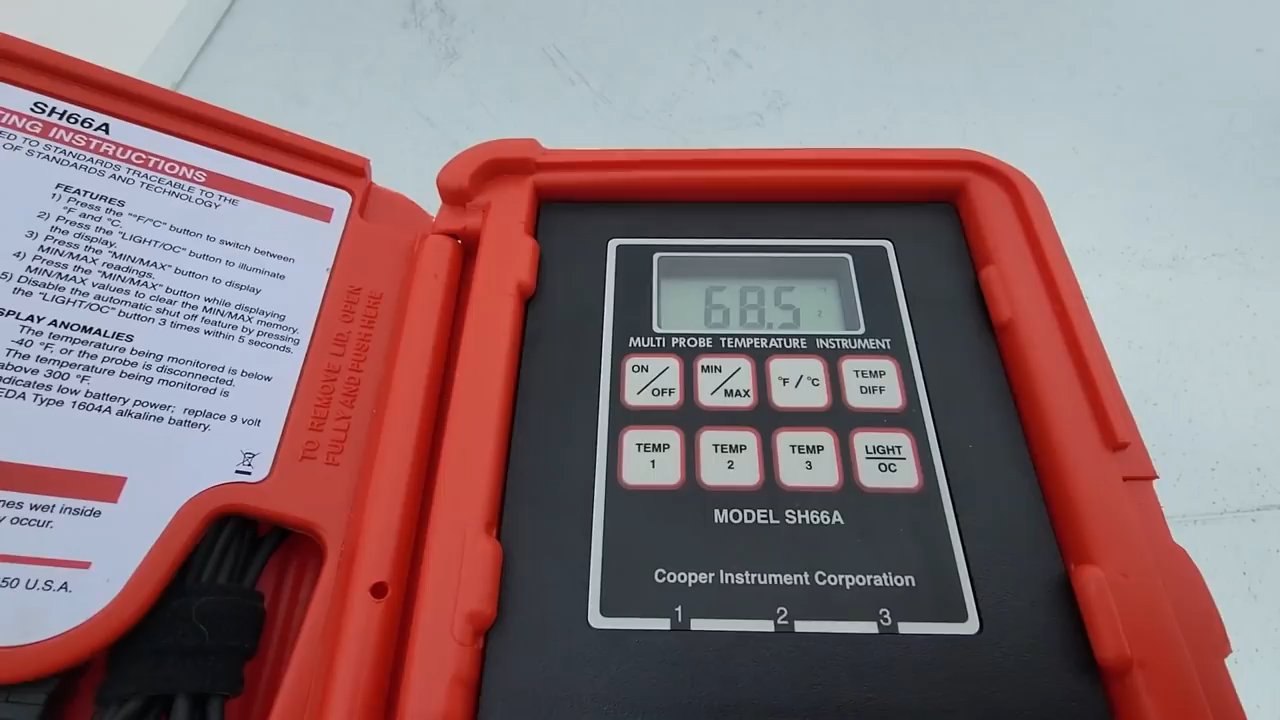 SH66A
ING INSTRUCTIONS
ED TO STANDARDS TRACEABLE TO THE
OF STANDARDS AND TECHNOLOGY
FEATURES
1) Press the "°F/°C" button to switch between
°F and °C.
2) Press the "LIGHT/OC" button to illuminate
the display.
3) Press the "MIN/MAX" button to display
MIN/MAX readings.
4) Press the "MIN/MAX" button while displaying
MIN/MAX values to clear the MIN/MAX memory.
5) Disable the automatic shut off feature by pressing
the "LIGHT/OC" button 3 times within 5 seconds.
SPLAY ANOMALIES
The temperature being monitored is below
-40 °F, or the probe is disconnected.
The temperature being monitored is
above 300 °F.
ndicates low battery power; replace 9 volt
EDA Type 1604A alkaline battery.
nes wet inside
y occur.
50 U.S.A.
TO REMOVE LID, OPEN
FULLY AND PUSH HERE
68.5
2
MULTI PROBE TEMPERATURE INSTRUMENT
ON/OFF
MIN/MAX
°F/°C
TEMP DIFF
TEMP 1
TEMP 2
TEMP 3
LIGHT OC
MODEL SH66A
Cooper Instrument Corporation
1 2 3